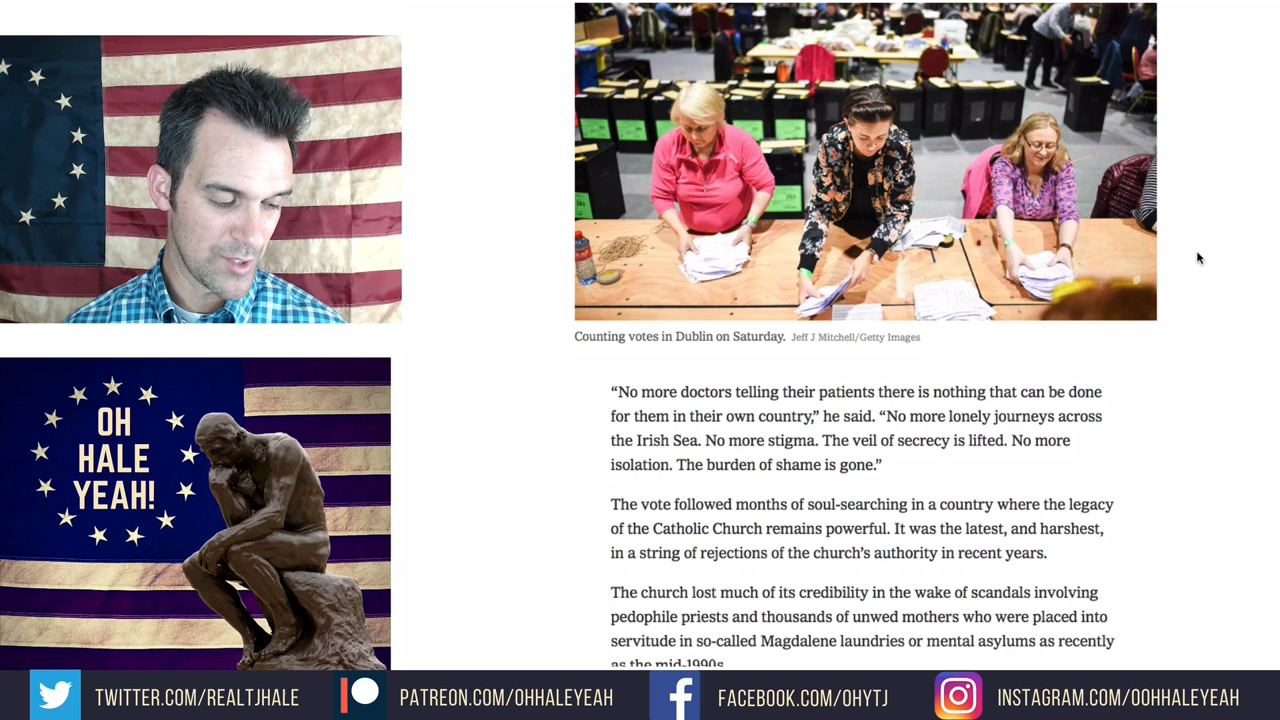 OH
HALE
YEAH!
Counting votes in Dublin on Saturday. Jeff J Mitchell/Getty Images
“No more doctors telling their patients there is nothing that can be done
for them in their own country,” he said. “No more lonely journeys across
the Irish Sea. No more stigma. The veil of secrecy is lifted. No more
isolation. The burden of shame is gone.”
The vote followed months of soul-searching in a country where the legacy
of the Catholic Church remains powerful. It was the latest, and harshest,
in a string of rejections of the church’s authority in recent years.
The church lost much of its credibility in the wake of scandals involving
pedophile priests and thousands of unwed mothers who were placed into
servitude in so-called Magdalene laundries or mental asylums as recently
as the mid-1990s.
TWITTER.COM/REALTJHALE
PATREON.COM/OHHALEYEAH
FACEBOOK.COM/OHYTJ
INSTAGRAM.COM/OOHHALEYEAH